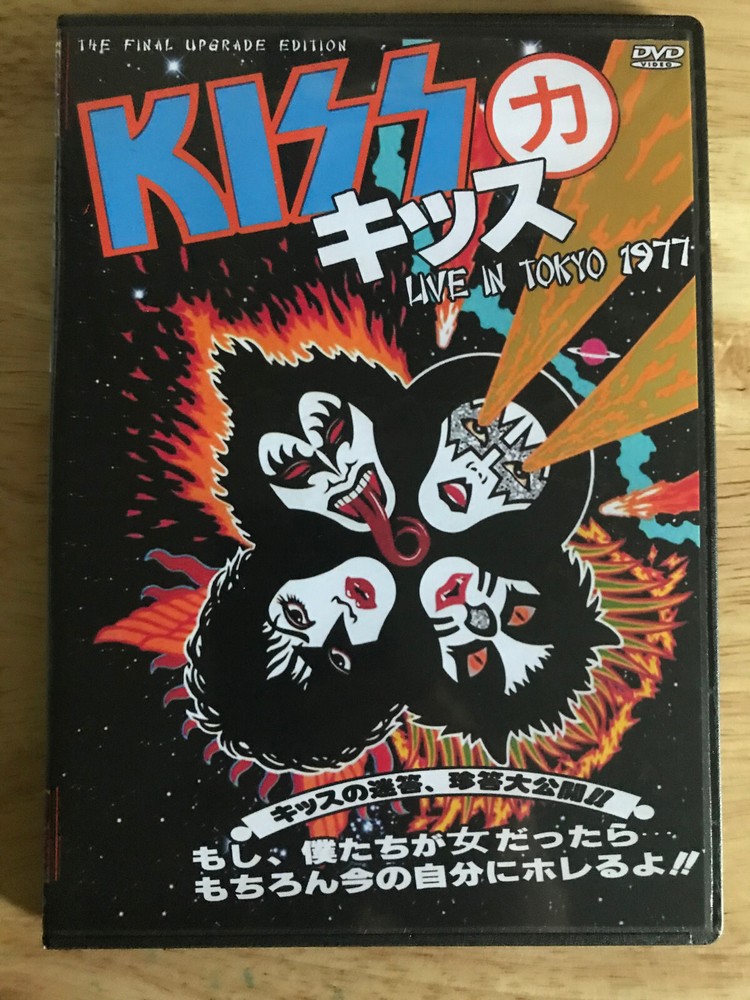 THE FINAL UPGRADE EDITION
DVD
VIDEO
KISS
力
キッス
LIVE IN TOKYO 1977
キッスの迷答、珍答大公開!!
もし、僕たちが女だったら…
もちろん今の自分にホレるよ!!